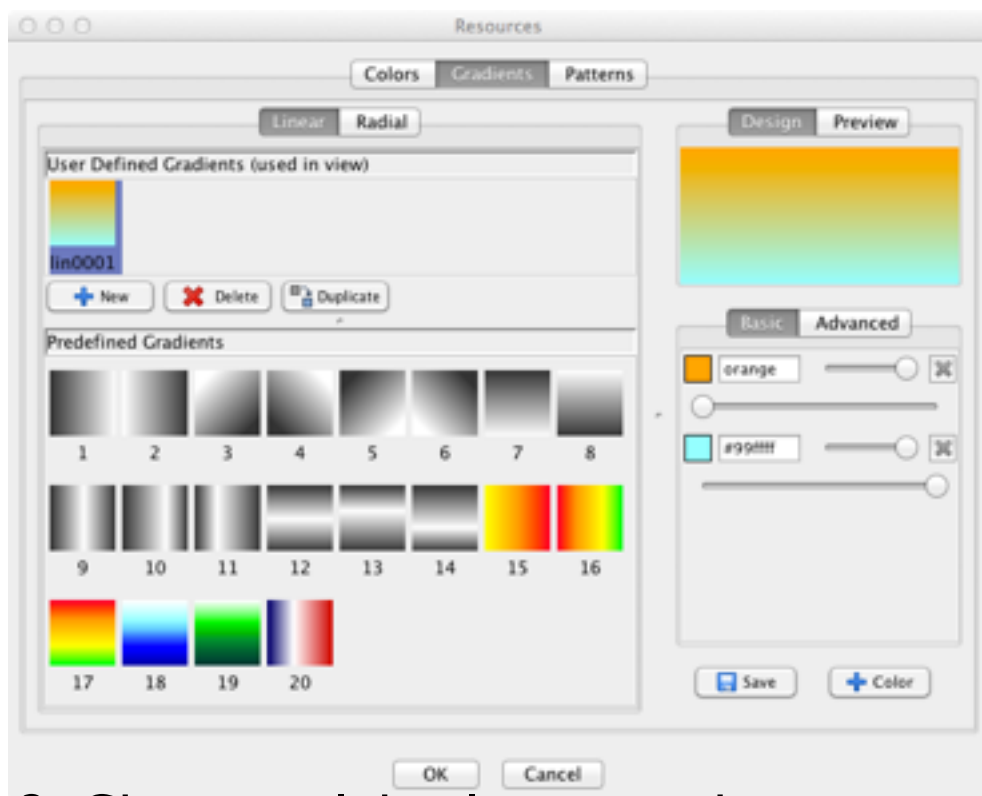 Resources
Colors Gradients Patterns
Linear Radial
User Defined Gradients (used in view)
lin0001
New Delete Duplicate
Predefined Gradients
1 2 3 4 5 6 7 8
9 10 11 12 13 14 15 16
17 18 19 20
Design Preview
Basic Advanced
orange
#99ffff
Save Color
OK Cancel